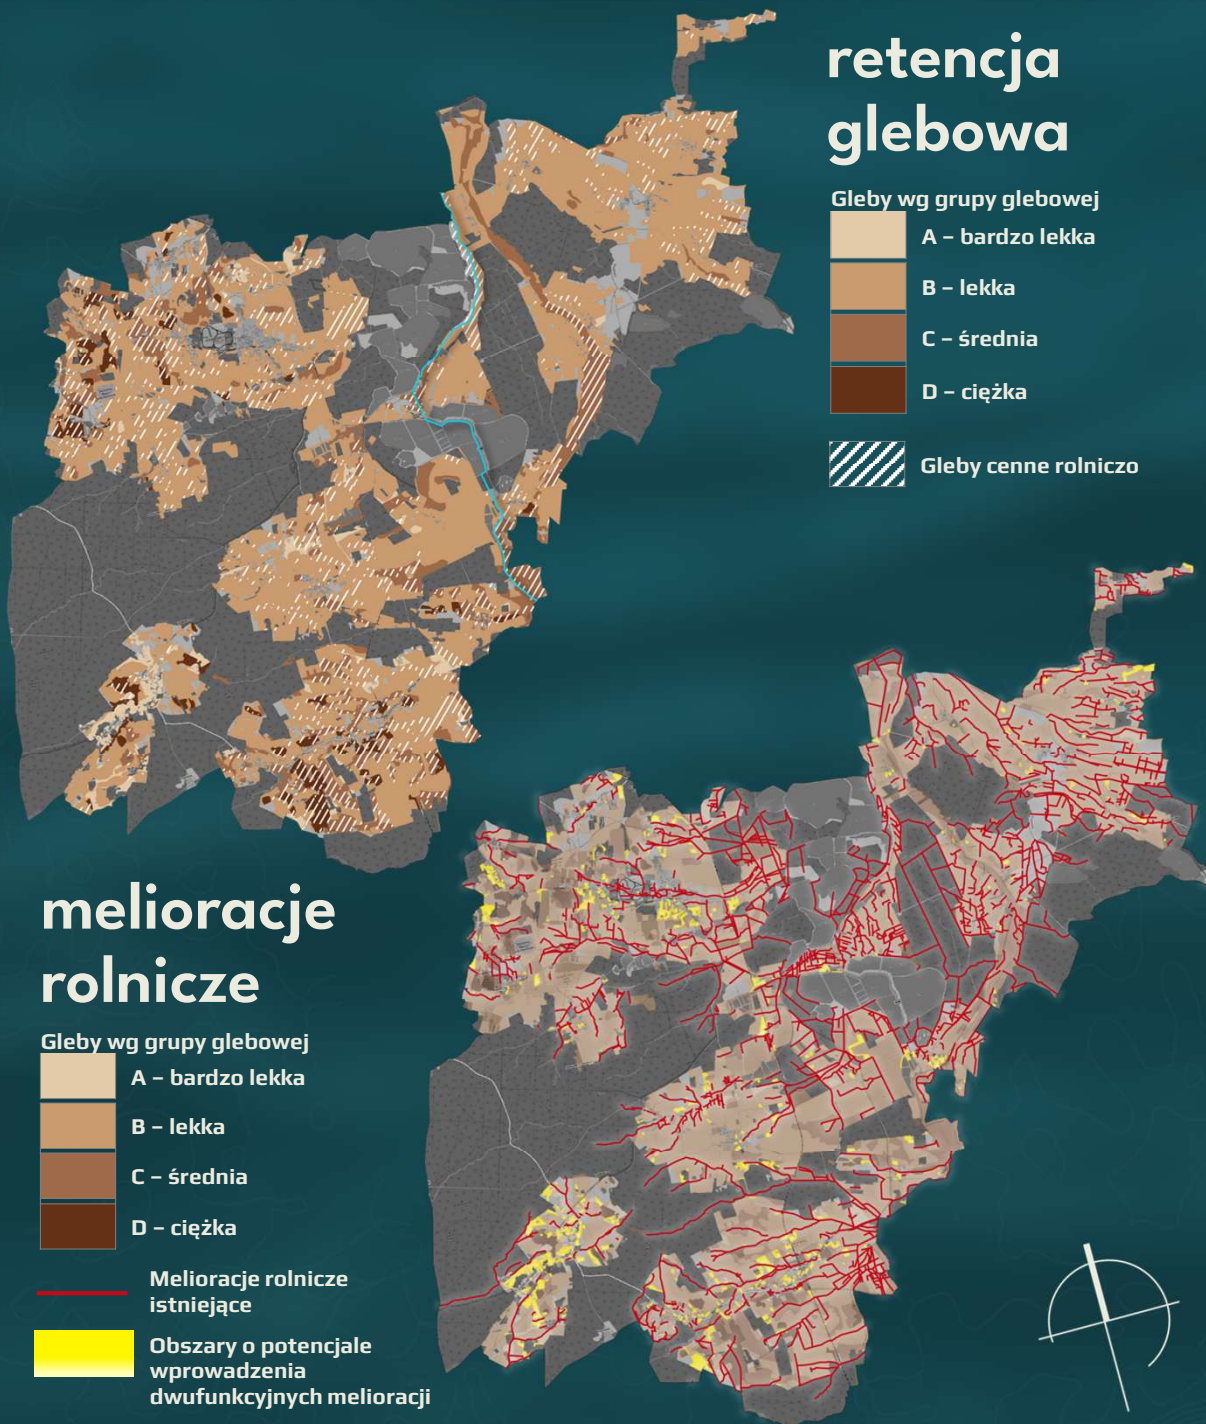 retencja
glebowa
Gleby wg grupy glebowej
A – bardzo lekka
B – lekka
C – średnia
D – ciężka
Gleby cenne rolniczo
melioracje
rolnicze
Gleby wg grupy glebowej
A – bardzo lekka
B – lekka
C – średnia
D – ciężka
Melioracje rolnicze
istniejące
Obszary o potencjale
wprowadzenia
dwufunkcyjnych melioracji